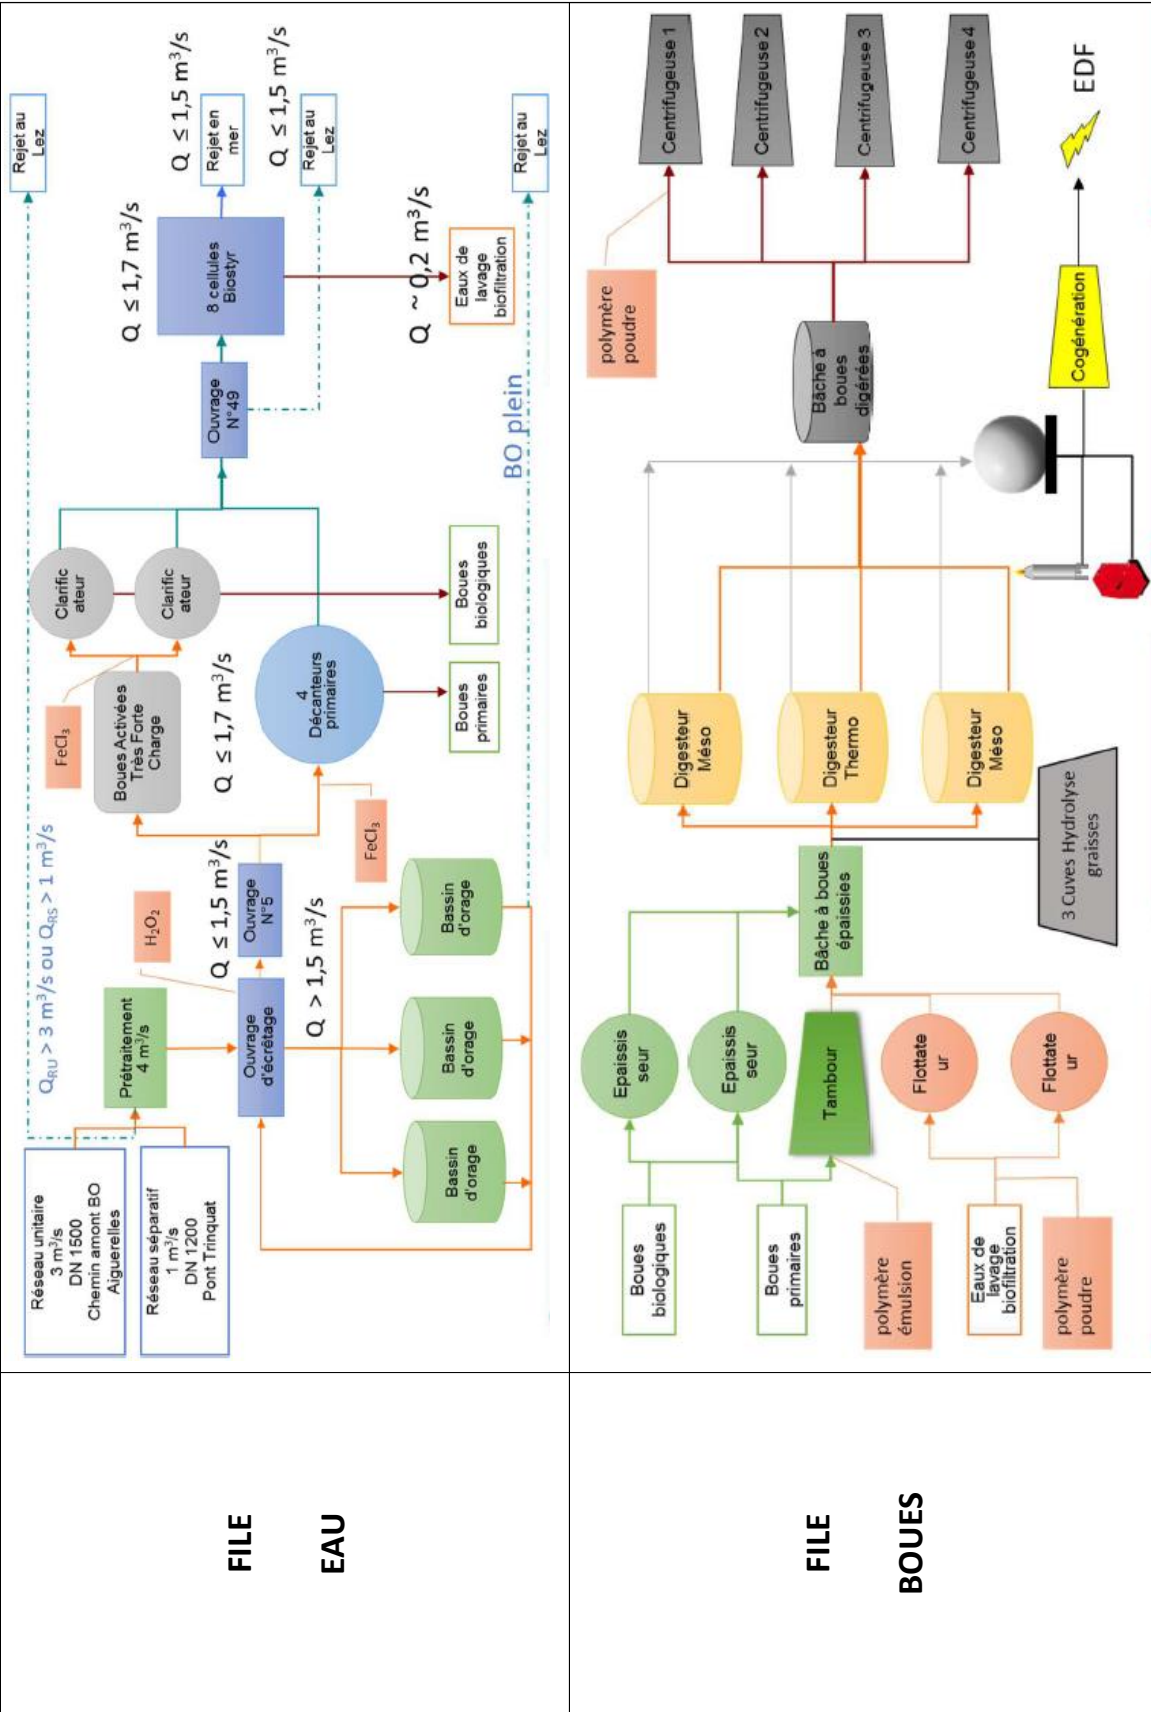 FILE
EAU
Réseau unitaire
3 m³/s
DN 1500
Chemin amont BO
Aiguerelles
Réseau séparatif
1 m³/s
DN 1200
Pont Trinquat
Q_RU > 3 m³/s ou Q_RS > 1 m³/s
Prétraitement
4 m³/s
H₂O₂
Ouvrage
d'écrêtage
Q ≤ 1,5 m³/s
Ouvrage
N°5
Q > 1,5 m³/s
Bassin
d'orage
Bassin
d'orage
Bassin
d'orage
FeCl₃
Boues Activées
Très Forte
Charge
Q ≤ 1,7 m³/s
FeCl₃
4
Décanteurs
primaires
Clarific
ateur
Clarific
ateur
Boues
primaires
Boues
biologiques
BO plein
Ouvrage
N°49
Q ≤ 1,7 m³/s
8 cellules
Biostyr
Q ~ 0,2 m³/s
Eaux de
lavage
biofiltration
Rejet au
Lez
Q ≤ 1,5 m³/s
Rejet en
mer
Q ≤ 1,5 m³/s
Rejet au
Lez
Rejet au
Lez
FILE
BOUES
Boues
biologiques
Boues
primaires
polymère
émulsion
Eaux de
lavage
biofiltration
polymère
poudre
Epaissis
seur
Epaissis
seur
Tambour
Flottate
ur
Flottate
ur
Bâche à boues
épaissies
3 Cuves Hydrolyse
graisses
Digesteur
Méso
Digesteur
Thermo
Digesteur
Méso
Bâche à
boues
digérées
polymère
poudre
Cogénération
EDF
Centrifugeuse 1
Centrifugeuse 2
Centrifugeuse 3
Centrifugeuse 4